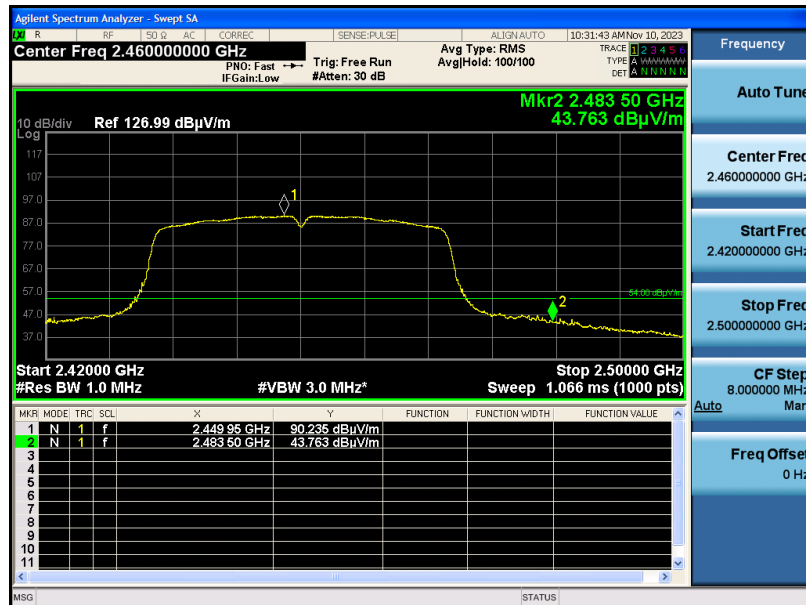 Agilent Spectrum Analyzer - Swept SA
LXI R RF 50 Ω AC CORREC SENSE:PULSE ALIGN AUTO 10:31:43 AM Nov 10, 2023
Center Freq 2.460000000 GHz
PNO: Fast
IFGain:Low
Trig: Free Run
#Atten: 30 dB
Avg Type: RMS
Avg|Hold: 100/100
TRACE 1 2 3 4 5 6
TYPE A WWWWW
DET A N N N N N
Mkr2 2.483 50 GHz
43.763 dBµV/m
10 dB/div Ref 126.99 dBµV/m
Log
117
107
97.0
87.0
77.0
67.0
57.0
47.0
37.0
1
54.00 dBµV/m
2
Start 2.42000 GHz Stop 2.50000 GHz
#Res BW 1.0 MHz #VBW 3.0 MHz* Sweep 1.066 ms (1000 pts)
MKR MODE TRC SCL X Y FUNCTION FUNCTION WIDTH FUNCTION VALUE
1 N 1 f 2.449 95 GHz 90.235 dBµV/m
2 N 1 f 2.483 50 GHz 43.763 dBµV/m
3
4
5
6
7
8
9
10
11
MSG STATUS
Frequency
Auto Tune
Center Freq
2.460000000 GHz
Start Freq
2.420000000 GHz
Stop Freq
2.500000000 GHz
CF Step
8.000000 MHz
Auto Man
Freq Offset
0 Hz